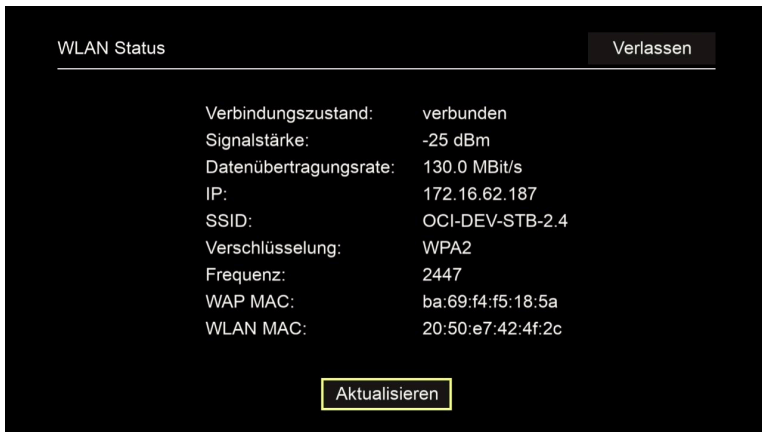 WLAN Status Verlassen
Verbindungszustand: verbunden
Signalstärke: -25 dBm
Datenübertragungsrate: 130.0 MBit/s
IP: 172.16.62.187
SSID: OCI-DEV-STB-2.4
Verschlüsselung: WPA2
Frequenz: 2447
WAP MAC: ba:69:f4:f5:18:5a
WLAN MAC: 20:50:e7:42:4f:2c
Aktualisieren